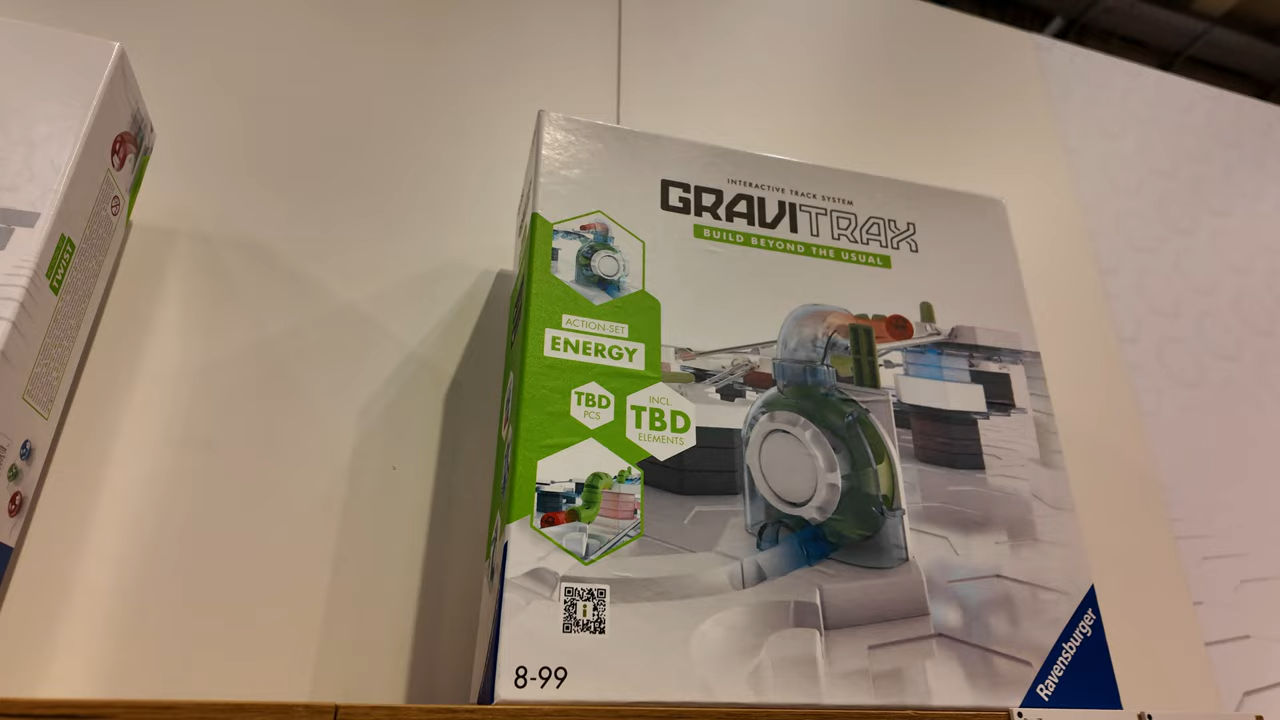 TWIST
INTERACTIVE TRACK SYSTEM
GRAVITRAX
BUILD BEYOND THE USUAL
ACTION-SET
ENERGY
TBD
PCS
INCL.
TBD
ELEMENTS
8-99
Ravensburger